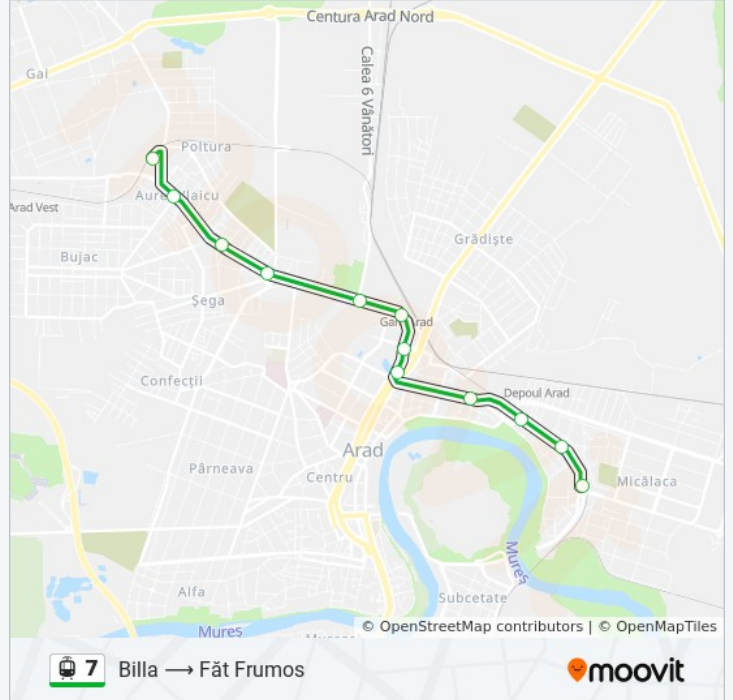 Centura Arad Nord
Gai
Calea 6 Vânători
Poltura
Aurel Vlaicu
Arad Vest
Grădiște
Bujac
Șega
Gara Arad
Confecții
Depoul Arad
Arad
Pârneava
Centru
Micălaca
Mureș
Alfa
Subcetate
Mureș
© OpenStreetMap contributors | © OpenMapTiles
7 Billa ⟶ Făt Frumos
moovit